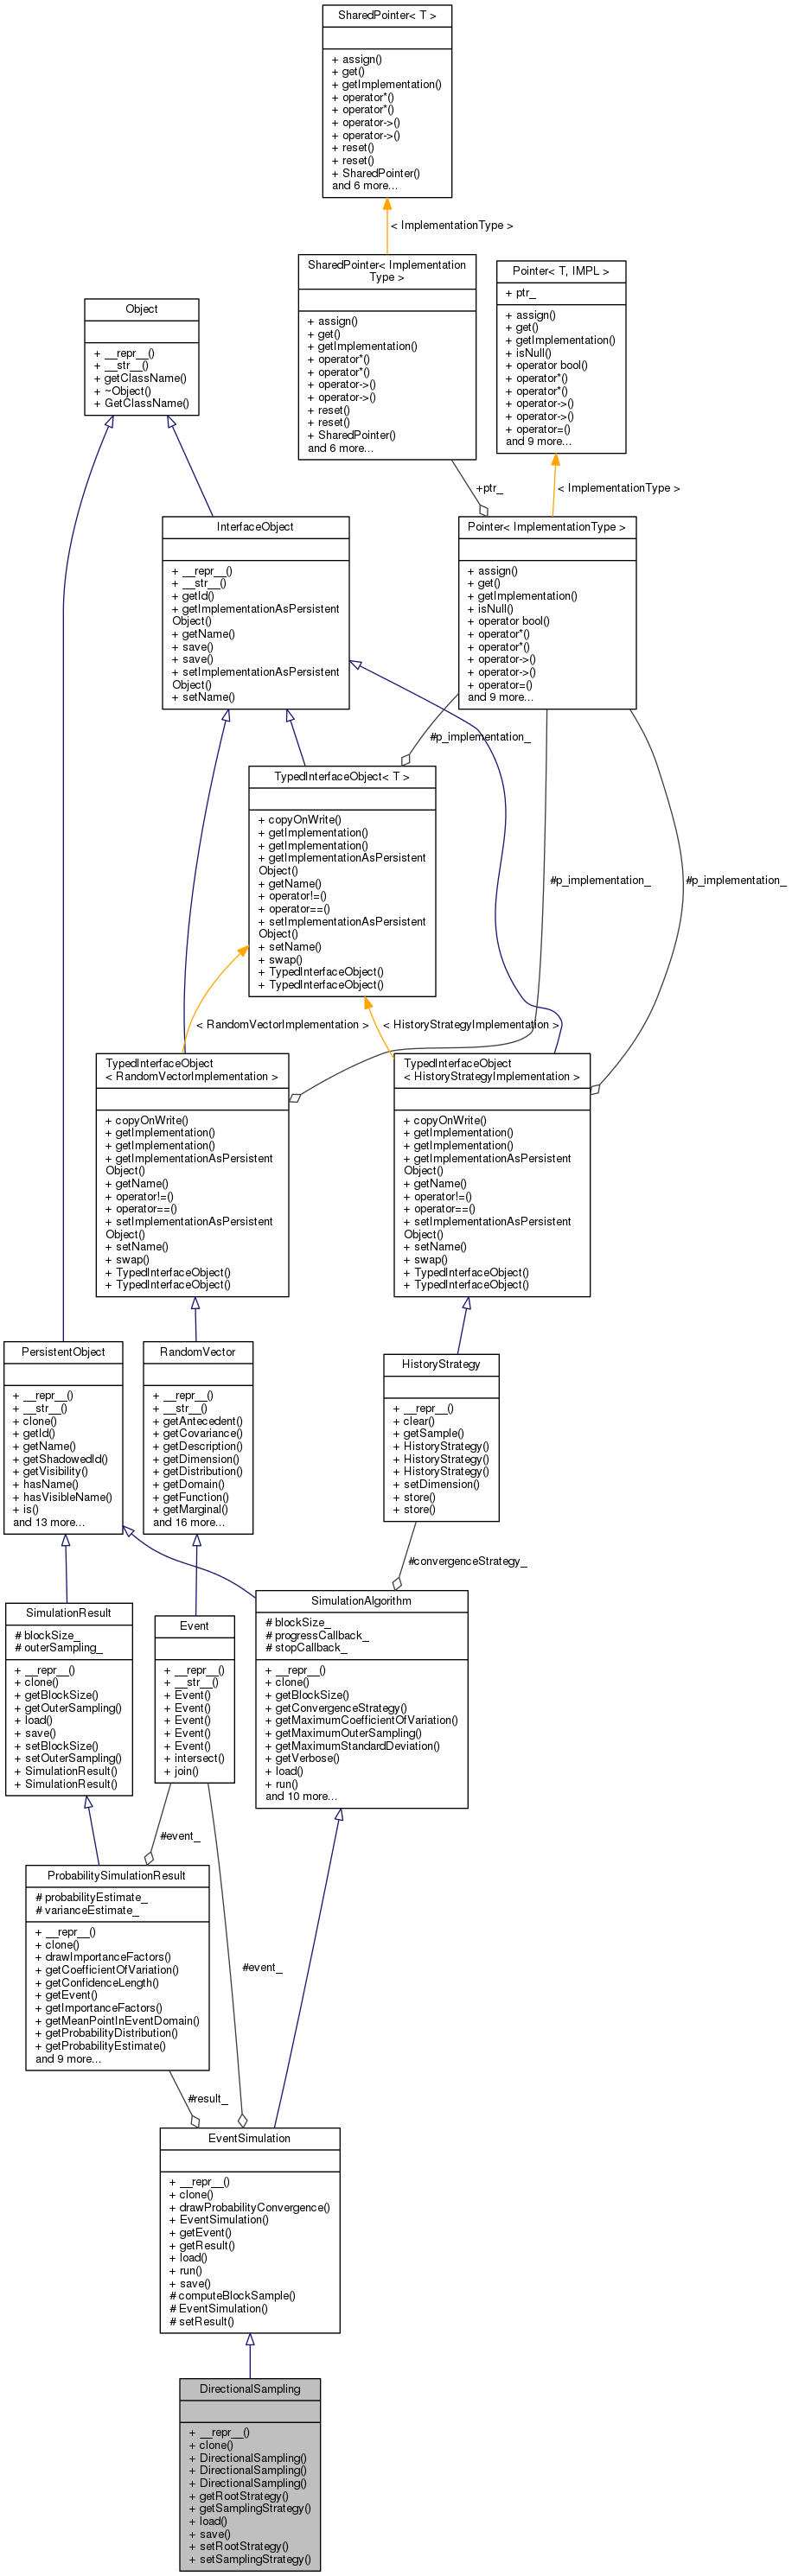 SharedPointer< T >
+ assign()
+ get()
+ getImplementation()
+ operator*()
+ operator*()
+ operator->()
+ operator->()
+ reset()
+ reset()
+ SharedPointer()
and 6 more...
< ImplementationType >
SharedPointer< Implementation
Type >
+ assign()
+ get()
+ getImplementation()
+ operator*()
+ operator*()
+ operator->()
+ operator->()
+ reset()
+ reset()
+ SharedPointer()
and 6 more...
Pointer< T, IMPL >
+ ptr_
+ assign()
+ get()
+ getImplementation()
+ isNull()
+ operator bool()
+ operator*()
+ operator*()
+ operator->()
+ operator->()
+ operator=()
and 9 more...
Object
+ __repr__()
+ __str__()
+ getClassName()
+ ~Object()
+ GetClassName()
+ptr_
< ImplementationType >
InterfaceObject
+ __repr__()
+ __str__()
+ getId()
+ getImplementationAsPersistent
Object()
+ getName()
+ save()
+ save()
+ setImplementationAsPersistent
Object()
+ setName()
Pointer< ImplementationType >
+ assign()
+ get()
+ getImplementation()
+ isNull()
+ operator bool()
+ operator*()
+ operator*()
+ operator->()
+ operator->()
+ operator=()
and 9 more...
#p_implementation_
TypedInterfaceObject< T >
+ copyOnWrite()
+ getImplementation()
+ getImplementation()
+ getImplementationAsPersistent
Object()
+ getName()
+ operator!=()
+ operator==()
+ setImplementationAsPersistent
Object()
+ setName()
+ swap()
+ TypedInterfaceObject()
+ TypedInterfaceObject()
#p_implementation_
#p_implementation_
< RandomVectorImplementation >
< HistoryStrategyImplementation >
TypedInterfaceObject
< RandomVectorImplementation >
+ copyOnWrite()
+ getImplementation()
+ getImplementation()
+ getImplementationAsPersistent
Object()
+ getName()
+ operator!=()
+ operator==()
+ setImplementationAsPersistent
Object()
+ setName()
+ swap()
+ TypedInterfaceObject()
+ TypedInterfaceObject()
TypedInterfaceObject
< HistoryStrategyImplementation >
+ copyOnWrite()
+ getImplementation()
+ getImplementation()
+ getImplementationAsPersistent
Object()
+ getName()
+ operator!=()
+ operator==()
+ setImplementationAsPersistent
Object()
+ setName()
+ swap()
+ TypedInterfaceObject()
+ TypedInterfaceObject()
PersistentObject
+ __repr__()
+ __str__()
+ clone()
+ getId()
+ getName()
+ getShadowedId()
+ getVisibility()
+ hasName()
+ hasVisibleName()
+ is()
and 13 more...
RandomVector
+ __repr__()
+ __str__()
+ getAntecedent()
+ getCovariance()
+ getDescription()
+ getDimension()
+ getDistribution()
+ getDomain()
+ getFunction()
+ getMarginal()
and 16 more...
HistoryStrategy
+ __repr__()
+ clear()
+ getSample()
+ HistoryStrategy()
+ HistoryStrategy()
+ HistoryStrategy()
+ setDimension()
+ store()
+ store()
#convergenceStrategy_
SimulationResult
# blockSize_
# outerSampling_
+ __repr__()
+ clone()
+ getBlockSize()
+ getOuterSampling()
+ load()
+ save()
+ setBlockSize()
+ setOuterSampling()
+ SimulationResult()
+ SimulationResult()
Event
+ __repr__()
+ __str__()
+ Event()
+ Event()
+ Event()
+ Event()
+ Event()
+ intersect()
+ join()
SimulationAlgorithm
# blockSize_
# progressCallback_
# stopCallback_
+ __repr__()
+ clone()
+ getBlockSize()
+ getConvergenceStrategy()
+ getMaximumCoefficientOfVariation()
+ getMaximumOuterSampling()
+ getMaximumStandardDeviation()
+ getVerbose()
+ load()
+ run()
and 10 more...
#event_
ProbabilitySimulationResult
# probabilityEstimate_
# varianceEstimate_
+ __repr__()
+ clone()
+ drawImportanceFactors()
+ getCoefficientOfVariation()
+ getConfidenceLength()
+ getEvent()
+ getImportanceFactors()
+ getMeanPointInEventDomain()
+ getProbabilityDistribution()
+ getProbabilityEstimate()
and 9 more...
#event_
#result_
EventSimulation
+ __repr__()
+ clone()
+ drawProbabilityConvergence()
+ EventSimulation()
+ getEvent()
+ getResult()
+ load()
+ run()
+ save()
# computeBlockSample()
# EventSimulation()
# setResult()
DirectionalSampling
+ __repr__()
+ clone()
+ DirectionalSampling()
+ DirectionalSampling()
+ DirectionalSampling()
+ getRootStrategy()
+ getSamplingStrategy()
+ load()
+ save()
+ setRootStrategy()
+ setSamplingStrategy()